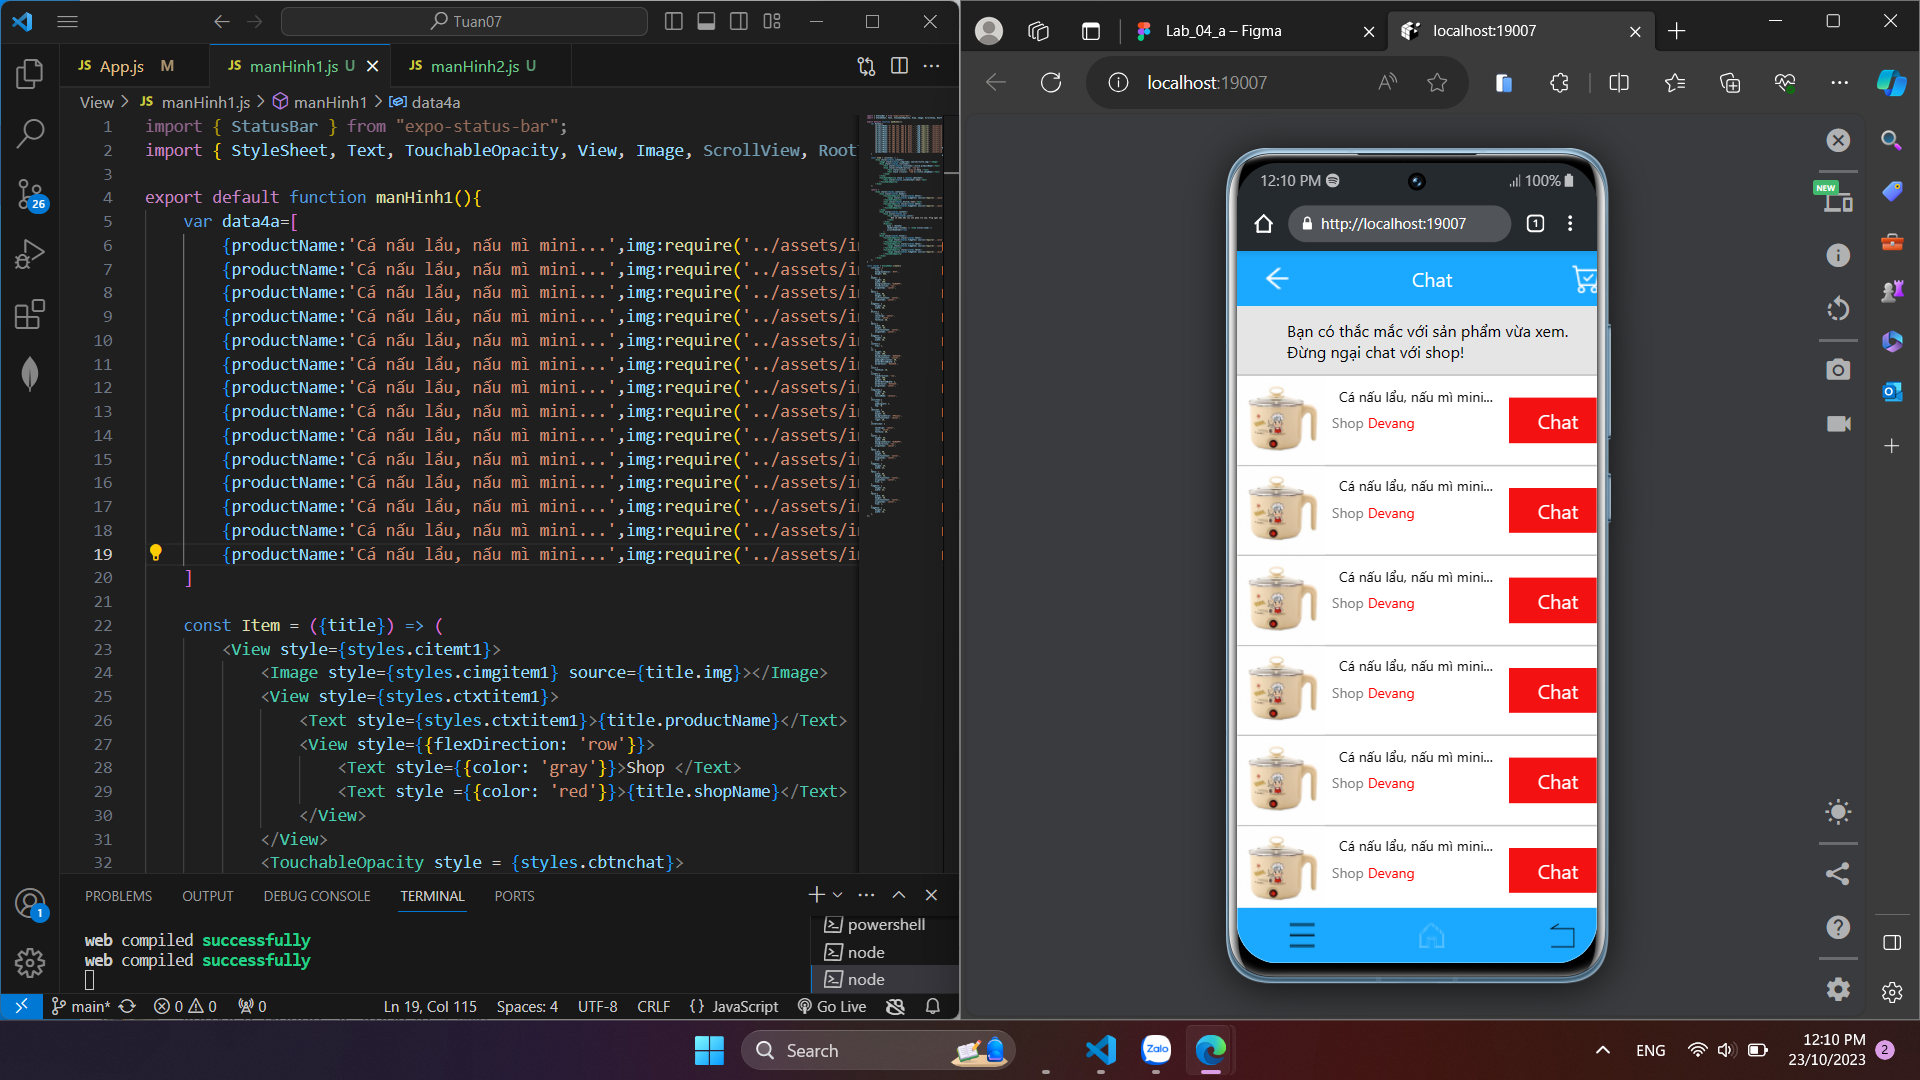 Tuan07
JS App.js M
JS manHinh1.js U
JS manHinh2.js U
View > JS manHinh1.js > manHinh1 > data4a
1 import { StatusBar } from "expo-status-bar";
2 import { StyleSheet, Text, TouchableOpacity, View, Image, ScrollView, Root
3
4 export default function manHinh1(){
5 var data4a=[
6 {productName:'Cá nấu lẩu, nấu mì mini...',img:require('../assets/i
7 {productName:'Cá nấu lẩu, nấu mì mini...',img:require('../assets/i
8 {productName:'Cá nấu lẩu, nấu mì mini...',img:require('../assets/i
9 {productName:'Cá nấu lẩu, nấu mì mini...',img:require('../assets/i
10 {productName:'Cá nấu lẩu, nấu mì mini...',img:require('../assets/i
11 {productName:'Cá nấu lẩu, nấu mì mini...',img:require('../assets/i
12 {productName:'Cá nấu lẩu, nấu mì mini...',img:require('../assets/i
13 {productName:'Cá nấu lẩu, nấu mì mini...',img:require('../assets/i
14 {productName:'Cá nấu lẩu, nấu mì mini...',img:require('../assets/i
15 {productName:'Cá nấu lẩu, nấu mì mini...',img:require('../assets/i
16 {productName:'Cá nấu lẩu, nấu mì mini...',img:require('../assets/i
17 {productName:'Cá nấu lẩu, nấu mì mini...',img:require('../assets/i
18 {productName:'Cá nấu lẩu, nấu mì mini...',img:require('../assets/i
19 {productName:'Cá nấu lẩu, nấu mì mini...',img:require('../assets/i
20 ]
21
22 const Item = ({title}) => (
23 <View style={styles.citemt1}>
24 <Image style={styles.cimgitem1} source={title.img}></Image>
25 <View style={styles.ctxtitem1}>
26 <Text style={styles.ctxtitem1}>{title.productName}</Text>
27 <View style={{flexDirection: 'row'}}>
28 <Text style={{color: 'gray'}}>Shop </Text>
29 <Text style ={{color: 'red'}}>{title.shopName}</Text>
30 </View>
31 </View>
32 <TouchableOpacity style = {styles.cbtnchat}>
26
1
PROBLEMS OUTPUT DEBUG CONSOLE TERMINAL PORTS
web compiled successfully
web compiled successfully
powershell
node
node
main* 0 0 0 Ln 19, Col 115 Spaces: 4 UTF-8 CRLF {} JavaScript Go Live
Lab_04_a – Figma
localhost:19007
localhost:19007
NEW
12:10 PM 100%
http://localhost:19007 1
Chat
Bạn có thắc mắc với sản phẩm vừa xem.
Đừng ngại chat với shop!
Cá nấu lẩu, nấu mì mini...
Shop Devang
Chat
Cá nấu lẩu, nấu mì mini...
Shop Devang
Chat
Cá nấu lẩu, nấu mì mini...
Shop Devang
Chat
Cá nấu lẩu, nấu mì mini...
Shop Devang
Chat
Cá nấu lẩu, nấu mì mini...
Shop Devang
Chat
Cá nấu lẩu, nấu mì mini...
Shop Devang
Chat
Search
Zalo
ENG
12:10 PM
23/10/2023
2